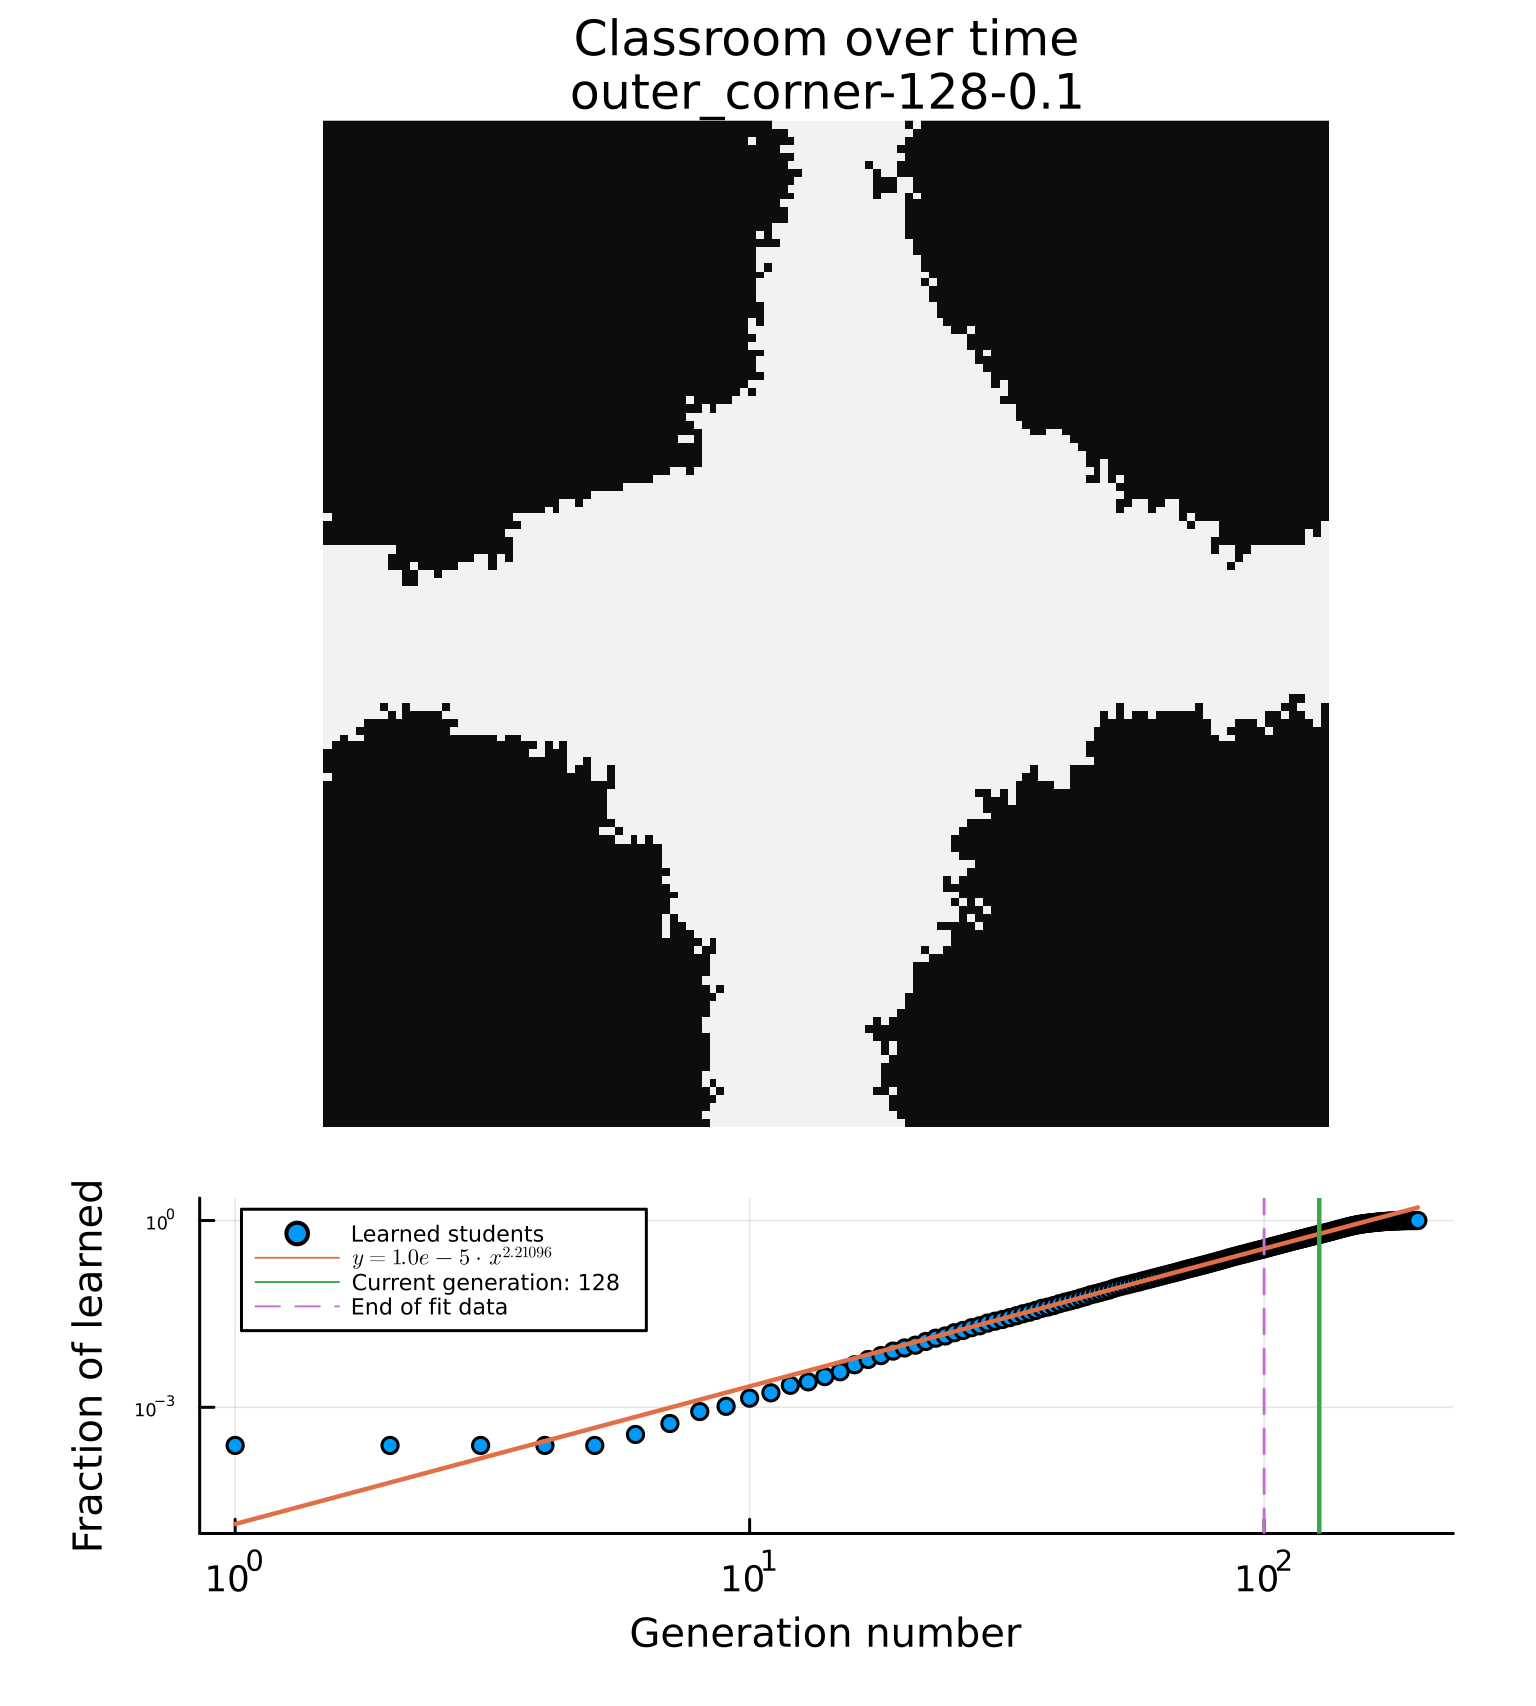 Classroom over time
outer_corner-128-0.1
Fraction of learned
10^0
10^-3
Learned students
y = 1.0e - 5 · x^2.21096
Current generation: 128
End of fit data
10^0
10^1
10^2
Generation number